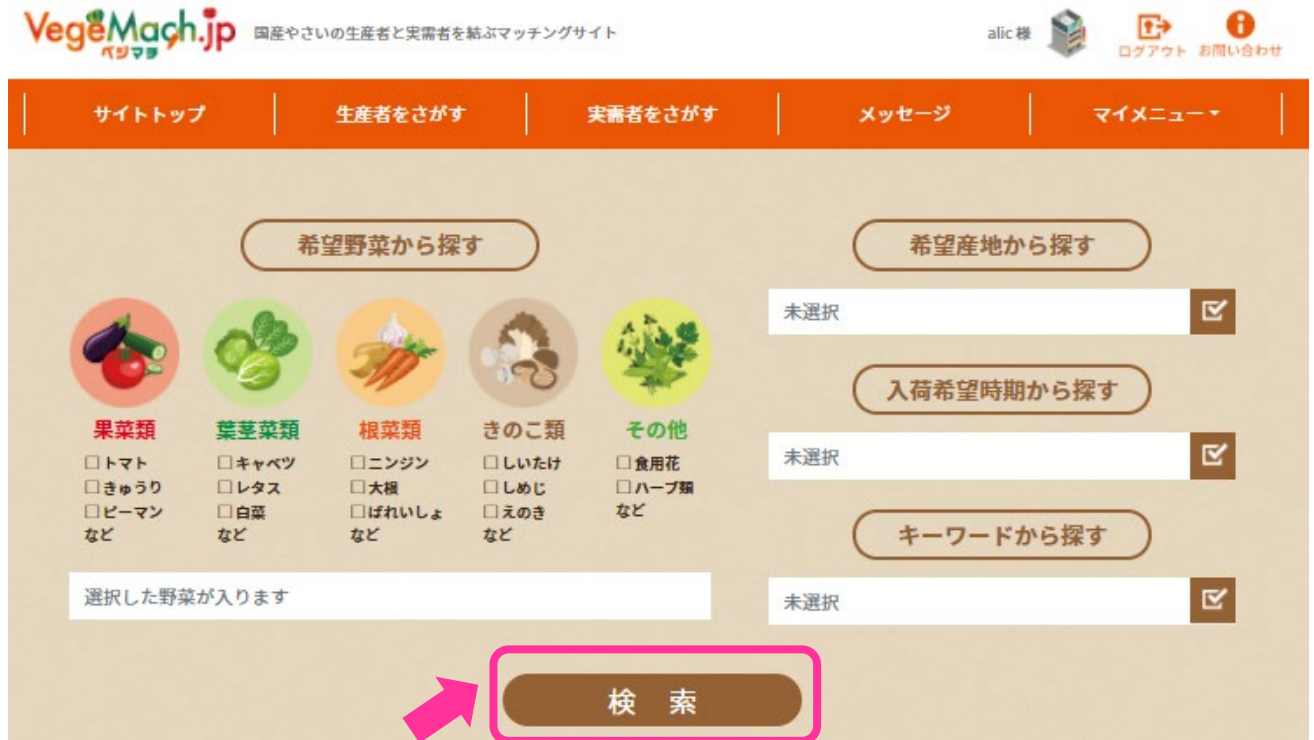 VegeMach.jp
ベジマチ
国産やさいの生産者と実需者を結ぶマッチングサイト
alic 様
ログアウト
お問い合わせ
サイトトップ
生産者をさがす
実需者をさがす
メッセージ
マイメニュー
希望野菜から探す
果菜類
□トマト
□きゅうり
□ピーマン
など
葉茎菜類
□キャベツ
□レタス
□白菜
など
根菜類
□ニンジン
□大根
□ばれいしょ
など
きのこ類
□しいたけ
□しめじ
□えのき
など
その他
□食用花
□ハーブ類
など
選択した野菜が入ります
希望産地から探す
未選択
入荷希望時期から探す
未選択
キーワードから探す
未選択
検 索